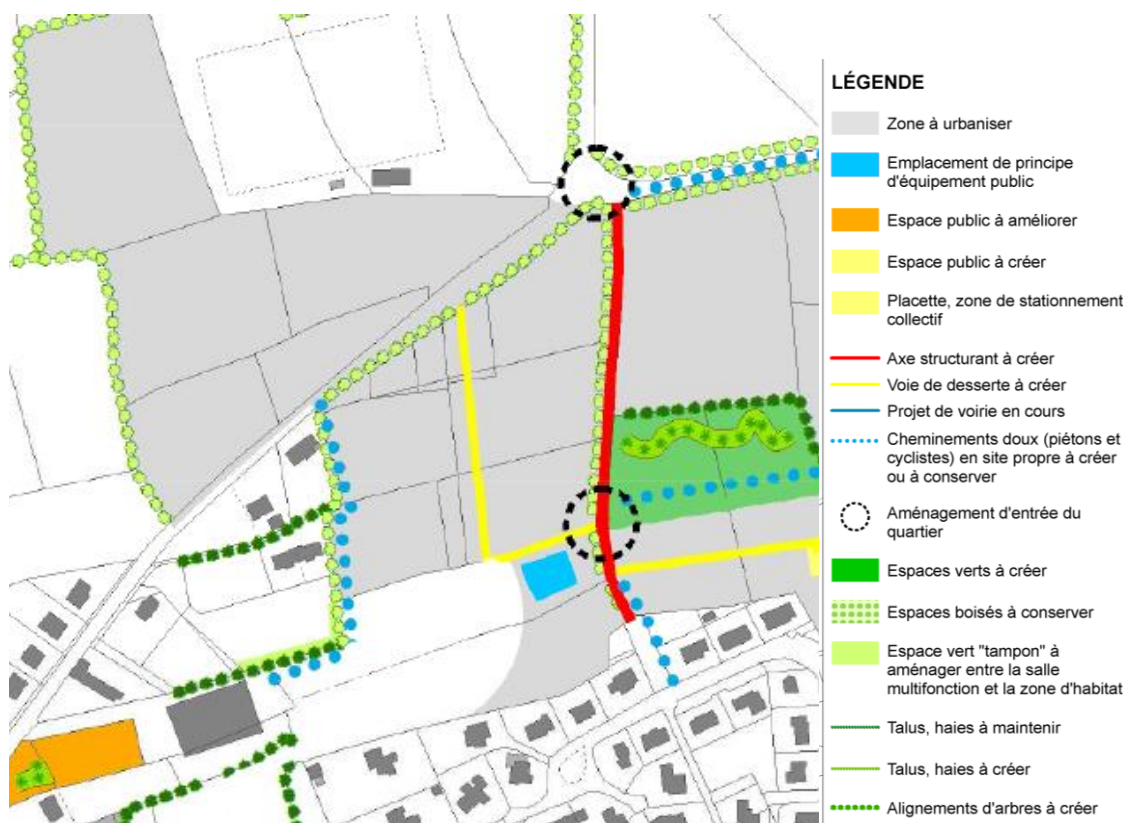 LÉGENDE
Zone à urbaniser
Emplacement de principe
d'équipement public
Espace public à améliorer
Espace public à créer
Placette, zone de stationnement
collectif
Axe structurant à créer
Voie de desserte à créer
Projet de voirie en cours
Cheminements doux (piétons et
cyclistes) en site propre à créer
ou à conserver
Aménagement d'entrée du
quartier
Espaces verts à créer
Espaces boisés à conserver
Espace vert "tampon" à
aménager entre la salle
multifonction et la zone d'habitat
Talus, haies à maintenir
Talus, haies à créer
Alignements d'arbres à créer